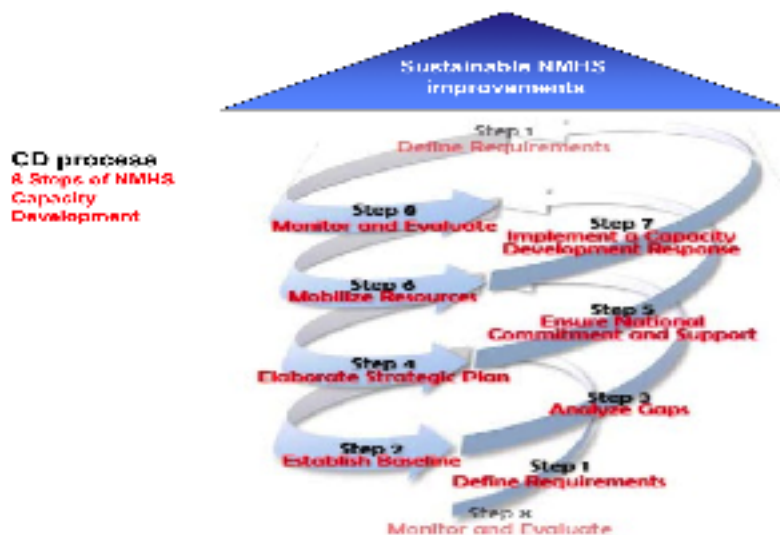 Sustainable NMHS
improvements
CD process
8 Steps of NMHS
Capacity
Development
Step 1
Define Requirements
Step 8
Monitor and Evaluate
Step 7
Implement a Capacity
Development Response
Step 6
Mobilize Resources
Step 5
Ensure National
Commitment and Support
Step 4
Elaborate Strategic Plan
Step 3
Analyze Gaps
Step 2
Establish Baseline
Step 1
Define Requirements
Step 8
Monitor and Evaluate